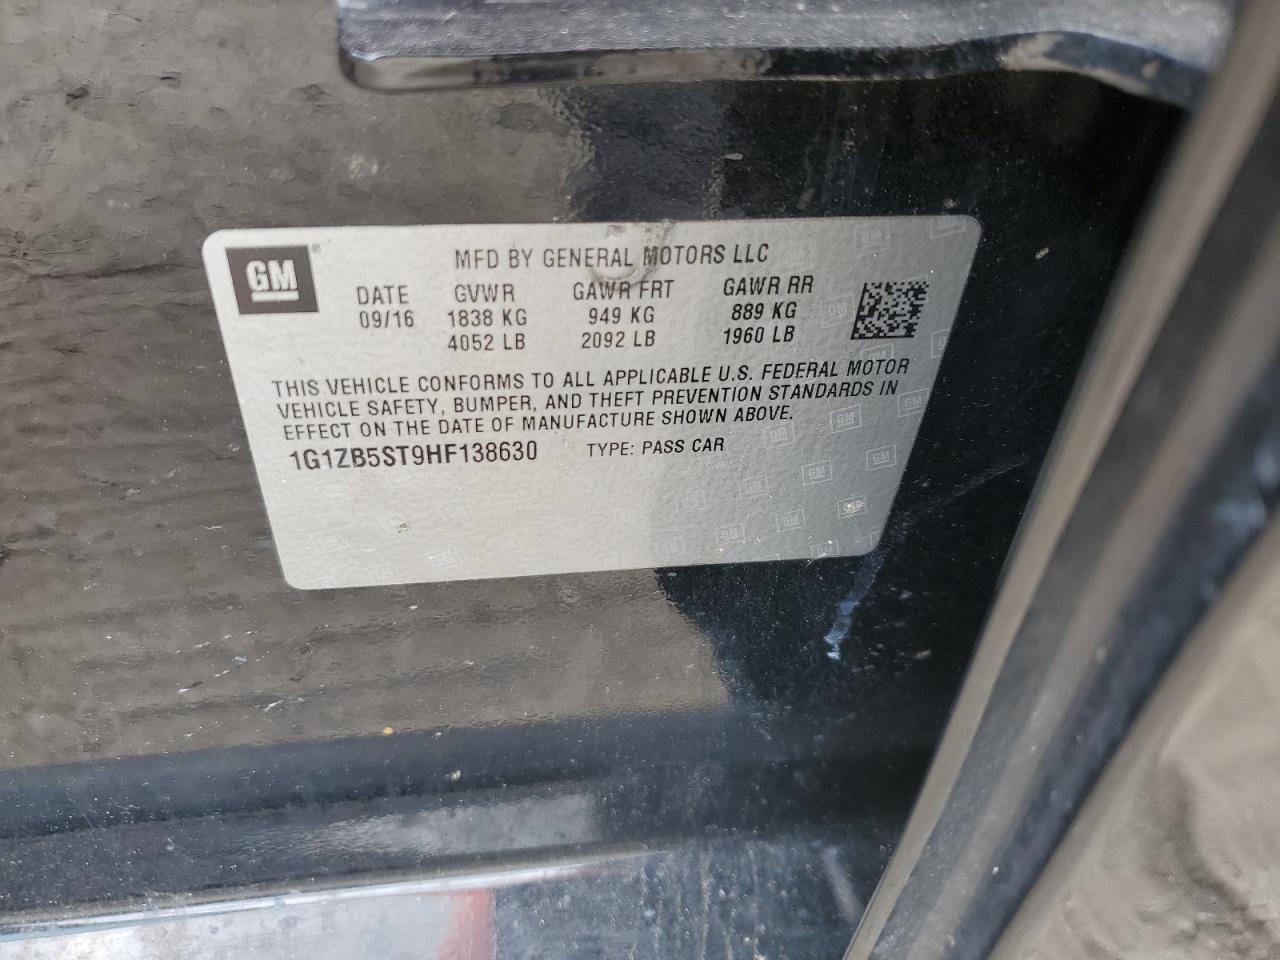 GM®
MFD BY GENERAL MOTORS LLC
DATE GVWR GAWR FRT GAWR RR
09/16 1838 KG 949 KG 889 KG
4052 LB 2092 LB 1960 LB
THIS VEHICLE CONFORMS TO ALL APPLICABLE U.S. FEDERAL MOTOR
VEHICLE SAFETY, BUMPER, AND THEFT PREVENTION STANDARDS IN
EFFECT ON THE DATE OF MANUFACTURE SHOWN ABOVE.
1G1ZB5ST9HF138630 TYPE: PASS CAR